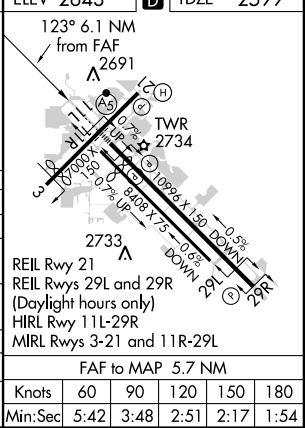 ELEV 2643
D
TDZE 2599
123° 6.1 NM
from FAF
2691
A5
21
H
P
11L
11R
0.7%
UP
TWR
2734
3
7000 X 150
P
10996 X 150
8408 X 75
0.7% UP
0.6%
DOWN
0.5%
DOWN
2733
29L
P
29R
REIL Rwy 21
REIL Rwys 29L and 29R
(Daylight hours only)
HIRL Rwy 11L-29R
MIRL Rwys 3-21 and 11R-29L
FAF to MAP 5.7 NM
Knots 60 90 120 150 180
Min:Sec 5:42 3:48 2:51 2:17 1:54